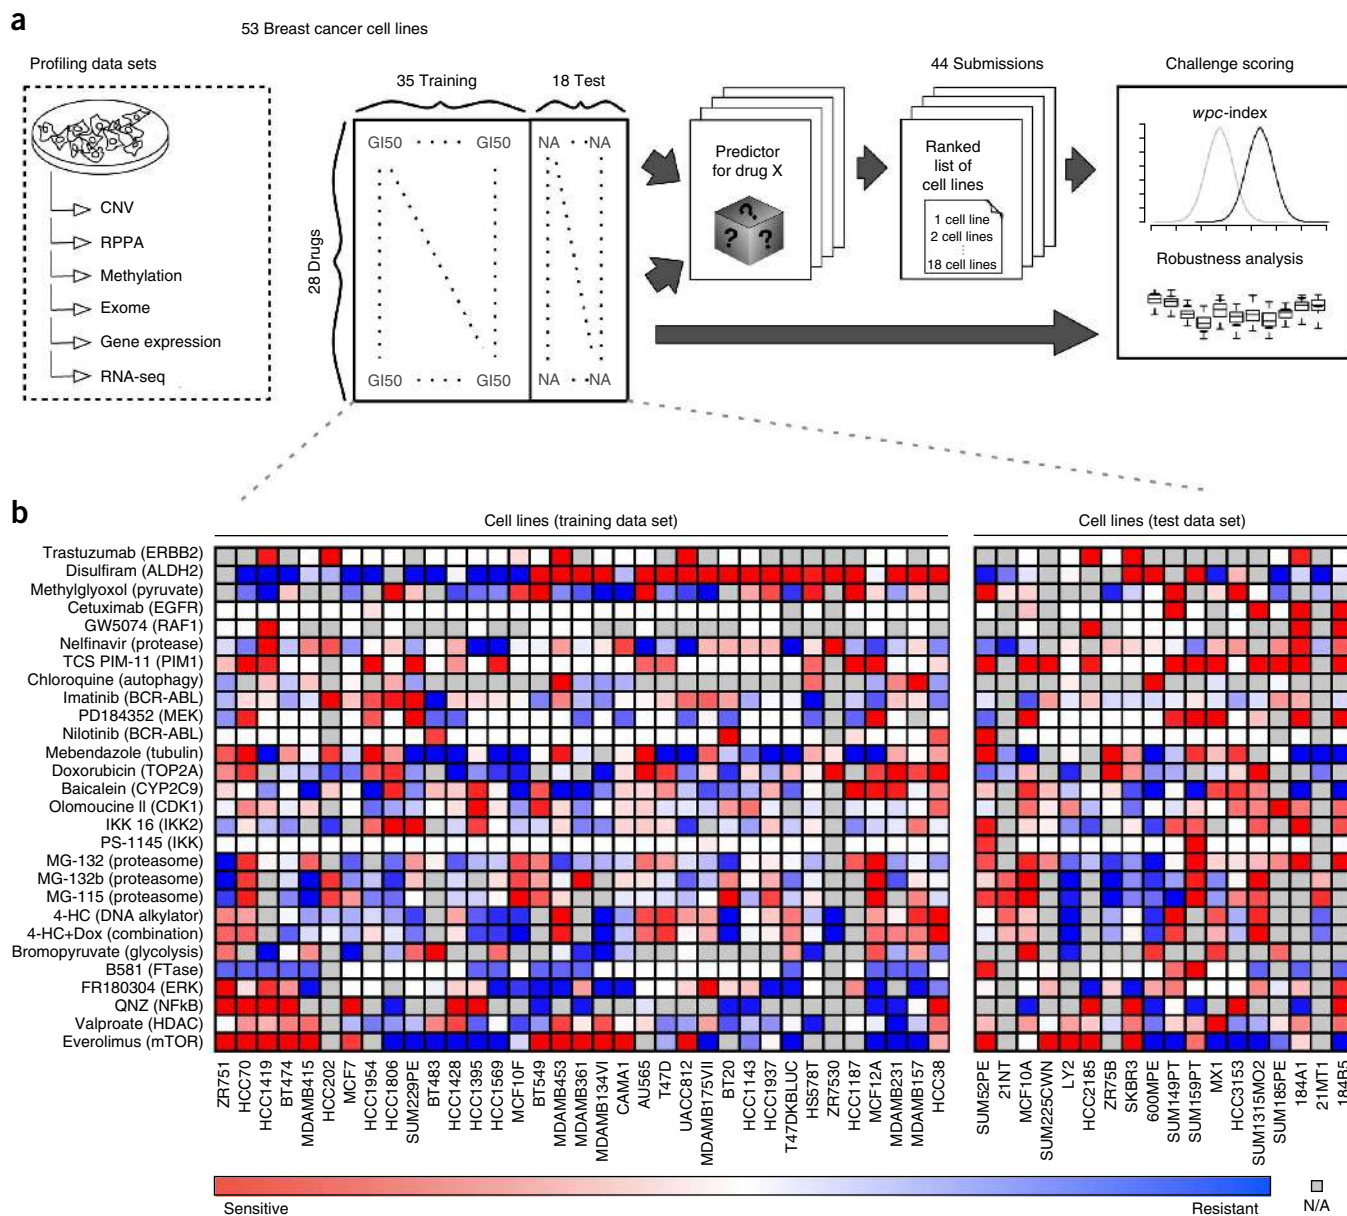 a
53 Breast cancer cell lines
Profiling data sets
35 Training
18 Test
44 Submissions
Challenge scoring
CNV
RPPA
Methylation
Exome
Gene expression
RNA-seq
28 Drugs
GI50 GI50 NA NA
GI50 GI50 NA NA
Predictor
for drug X
? ? ?
Ranked
list of
cell lines
1 cell line
2 cell lines
18 cell lines
wpc-index
Robustness analysis
b
Cell lines (training data set)
Cell lines (test data set)
Trastuzumab (ERBB2)
Disulfiram (ALDH2)
Methylglyoxol (pyruvate)
Cetuximab (EGFR)
GW5074 (RAF1)
Nelfinavir (protease)
TCS PIM-11 (PIM1)
Chloroquine (autophagy)
Imatinib (BCR-ABL)
PD184352 (MEK)
Nilotinib (BCR-ABL)
Mebendazole (tubulin)
Doxorubicin (TOP2A)
Baicalein (CYP2C9)
Olomoucine II (CDK1)
IKK 16 (IKK2)
PS-1145 (IKK)
MG-132 (proteasome)
MG-132b (proteasome)
MG-115 (proteasome)
4-HC (DNA alkylator)
4-HC+Dox (combination)
Bromopyruvate (glycolysis)
B581 (FTase)
FR180304 (ERK)
QNZ (NFkB)
Valproate (HDAC)
Everolimus (mTOR)
ZR751
HCC70
HCC1419
BT474
MDAMB415
HCC202
MCF7
HCC1954
HCC1806
SUM229PE
BT483
HCC1428
HCC1395
HCC1569
MCF10F
BT549
MDAMB453
MDAMB361
MDAMB134VI
CAMA1
AU565
T47D
UACC812
MDAMB175VII
BT20
HCC1143
HCC1937
T47DKBLUC
HS578T
ZR7530
HCC1187
MCF12A
MDAMB231
MDAMB157
HCC38
SUM52PE
21NT
MCF10A
SUM225CWN
LY2
HCC2185
ZR75B
SKBR3
600MPE
SUM149PT
SUM159PT
MX1
HCC3153
SUM1315MO2
SUM185PE
184A1
21MT1
184B5
Sensitive
Resistant
N/A